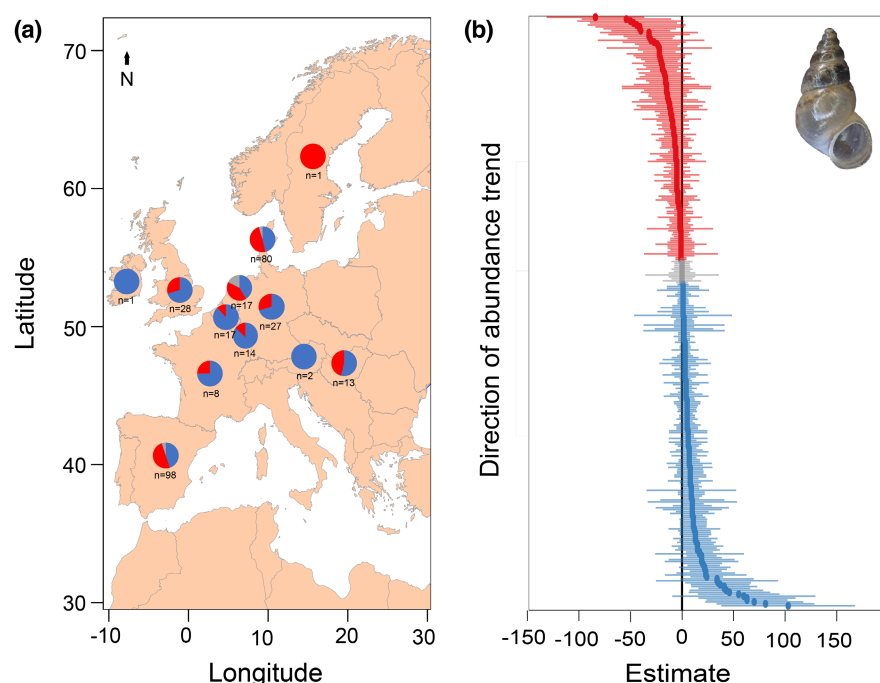 (a)
N
70
60
50
40
30
Latitude
n=1
n=80
n=1
n=28
n=17
n=27
n=17
n=14
n=2
n=13
n=8
n=98
-10
0
10
20
30
Longitude
(b)
Direction of abundance trend
-150
-100
-50
0
50
100
150
Estimate